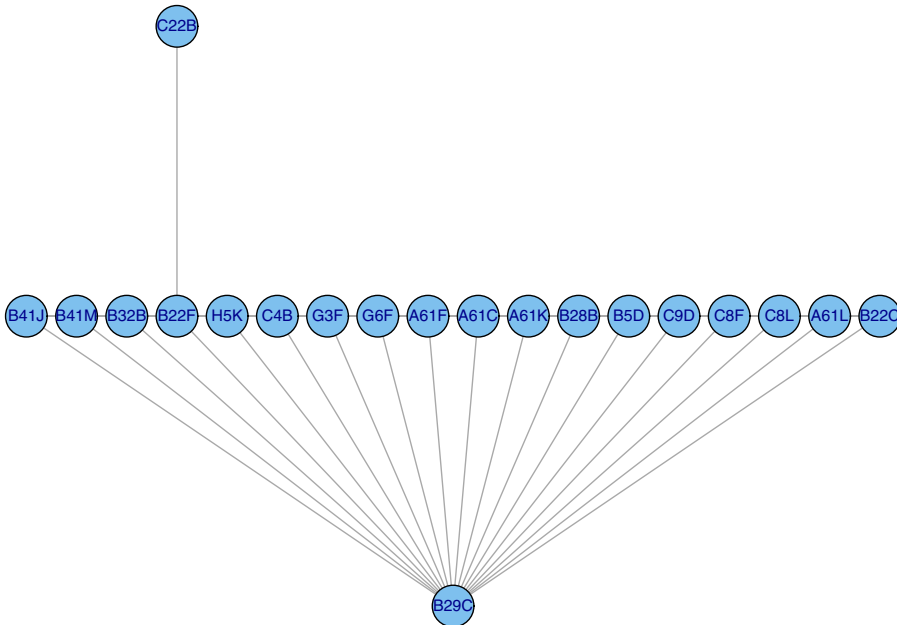 C22B
B41J B41M B32B B22F H5K C4B G3F G6F A61F A61C A61K B28B B5D C9D C8F C8L A61L B22C
B29C